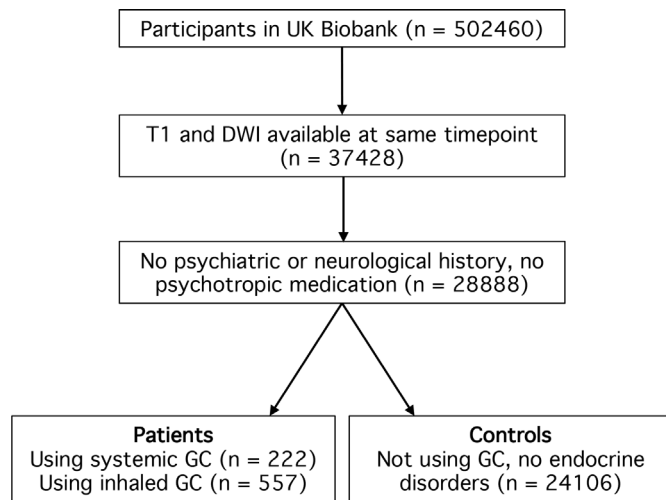 Participants in UK Biobank (n = 502460)
T1 and DWI available at same timepoint
(n = 37428)
No psychiatric or neurological history, no
psychotropic medication (n = 28888)
Patients
Using systemic GC (n = 222)
Using inhaled GC (n = 557)
Controls
Not using GC, no endocrine
disorders (n = 24106)